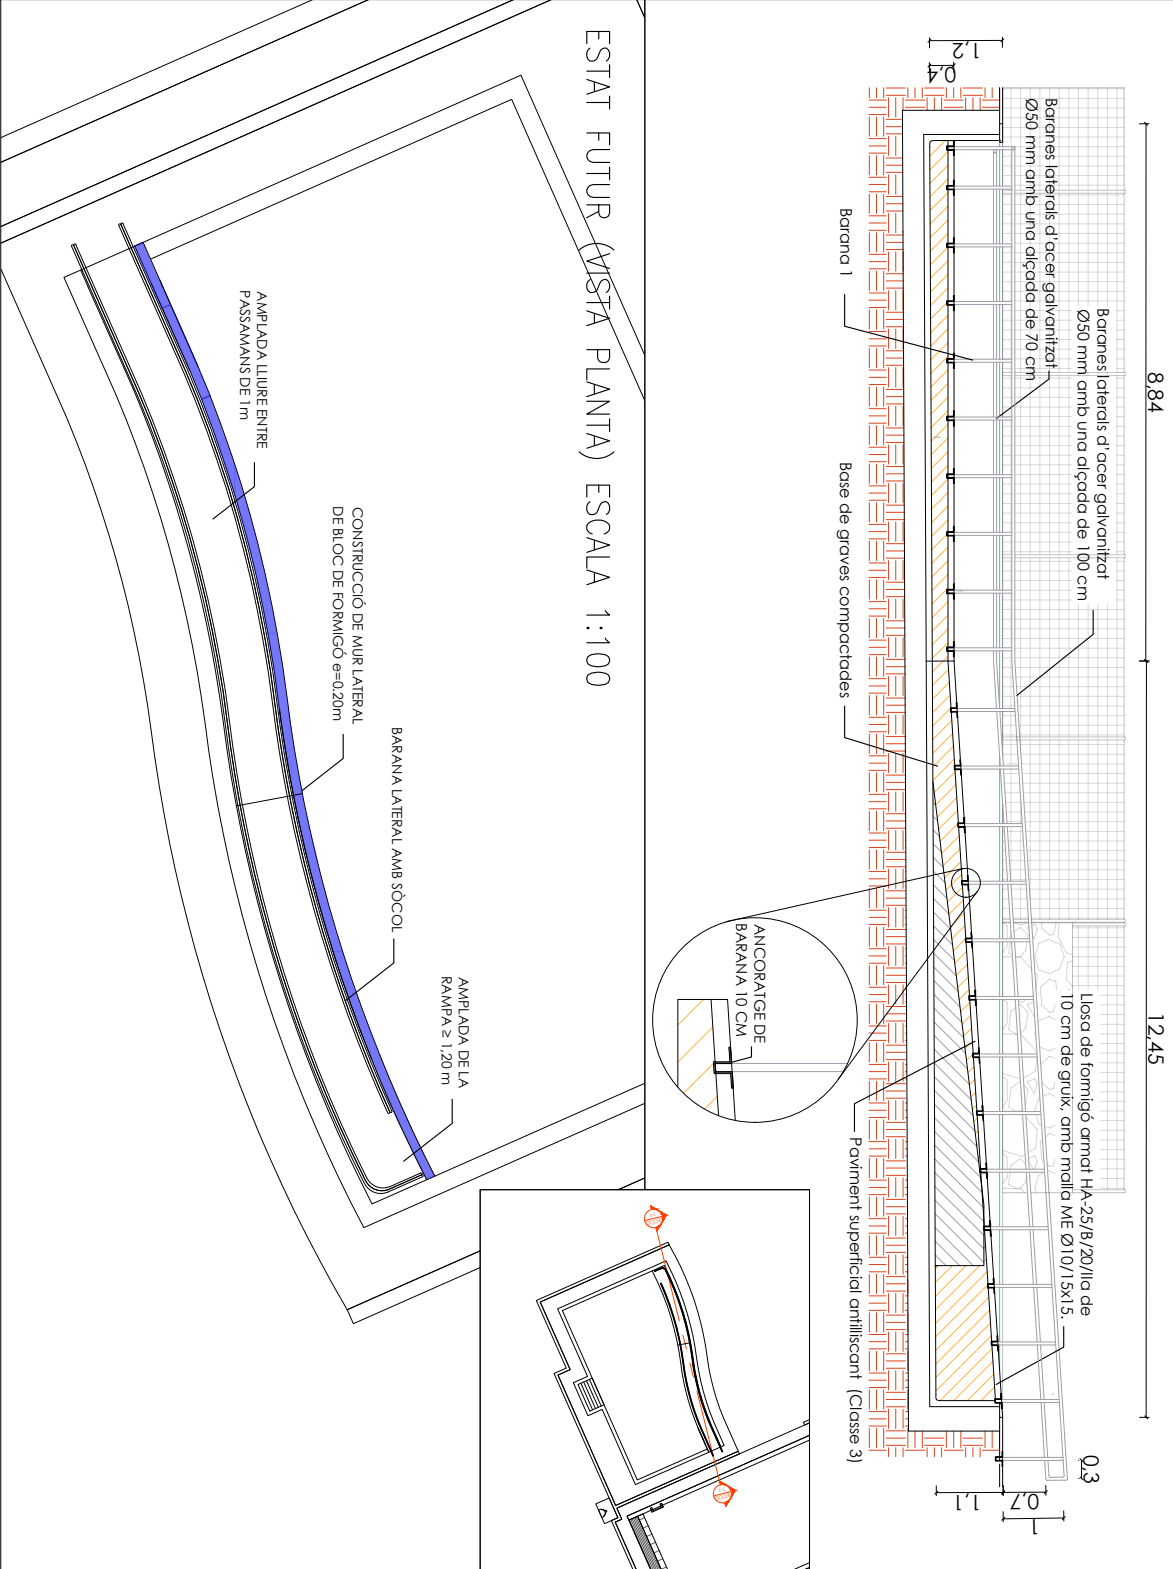 8,84
12,45
1,2
0,4
Baranes laterals d'acer galvanitzat
Ø50 mm amb una alçada de 70 cm
Baranes laterals d'acer galvanitzat
Ø50 mm amb una alçada de 100 cm
Llosa de formigó armat HA-25/B/20/IIa de
10 cm de gruix, amb malla ME Ø10/15x15.
0,3
1,1
0,7
1
Barana 1
Base de graves compactades
Paviment superficial antilliscant (Classe 3)
ANCORATGE DE
BARANA 10 CM
ESTAT FUTUR (VISTA PLANTA) ESCALA 1:100
AMPLADA LLIURE ENTRE
PASSAMANS DE 1m
CONSTRUCCIÓ DE MUR LATERAL
DE BLOC DE FORMIGÓ e=0.20m
BARANA LATERAL AMB SÒCOL
AMPLADA DE LA
RAMPA ≥ 1.20 m